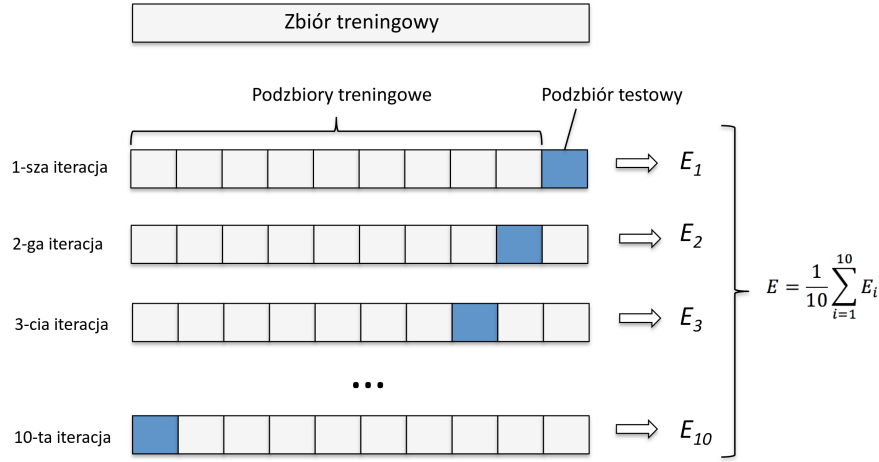 Zbiór treningowy
Podzbiory treningowe
Podzbiór testowy
1-sza iteracja
E₁
2-ga iteracja
E₂
E = 1/10 ∑_{i=1}^{10} E_i
3-cia iteracja
E₃
...
10-ta iteracja
E₁₀